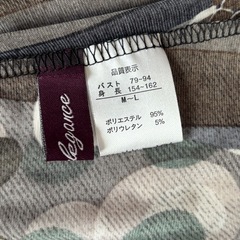 品質表示
バスト 79-94
身 長 154-162
M〜L
ポリエステル 95%
ポリウレタン 5%
elegance